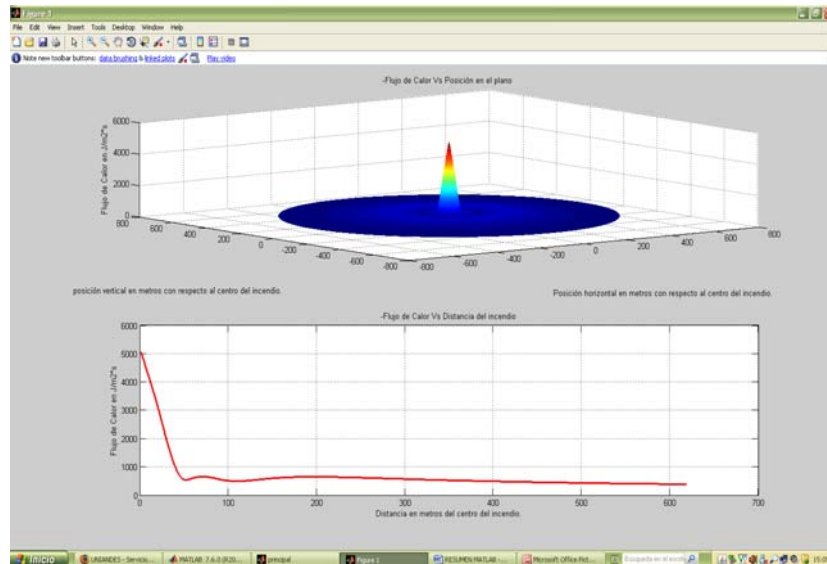 Figure 1
File Edit View Insert Tools Desktop Window Help
Note new toolbar buttons: data brushing & linked plots Play video
-Flujo de Calor Vs Posición en el plano
Flujo de Calor en J/m2*s
6000
4000
2000
0
800 600 400 200 0 -200 -400 -600 -800
-800 -600 -400 -200 0 200 400 600 800
posición vertical en metros con respecto al centro del incendio.
Posición horizontal en metros con respecto al centro del incendio.
-Flujo de Calor Vs Distancia del incendio
Flujo de Calor en J/m2*s
6000
5000
4000
3000
2000
1000
0
0 100 200 300 400 500 600 700
Distancia en metros del centro del incendio.
Inicio UNIANDES - Servicio... MATLAB 7.6.0 (R20... principal Figure 1 RESUMEN MATLAB -... Microsoft Office Pict... Búsqueda en el escrito